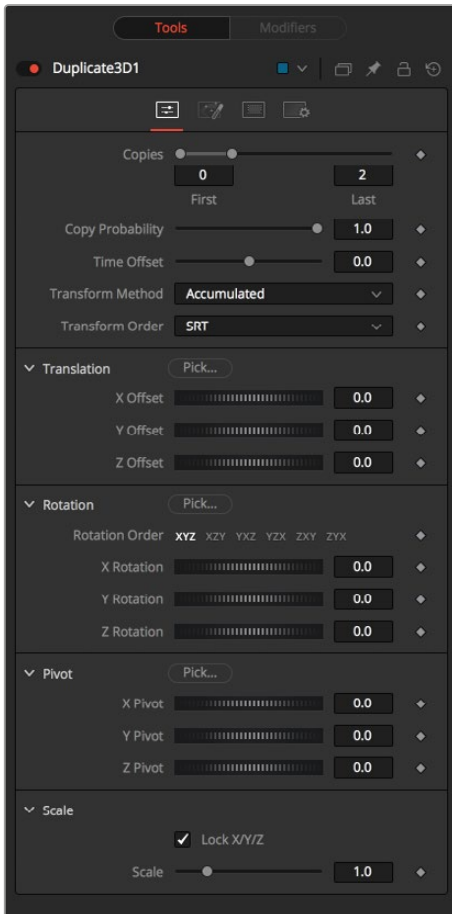 Tools Modifiers
Duplicate3D1
Copies
0 2
First Last
Copy Probability 1.0
Time Offset 0.0
Transform Method Accumulated
Transform Order SRT
Translation Pick...
X Offset 0.0
Y Offset 0.0
Z Offset 0.0
Rotation Pick...
Rotation Order XYZ XZY YXZ YZX ZXY ZYX
X Rotation 0.0
Y Rotation 0.0
Z Rotation 0.0
Pivot Pick...
X Pivot 0.0
Y Pivot 0.0
Z Pivot 0.0
Scale
Lock X/Y/Z
Scale 1.0